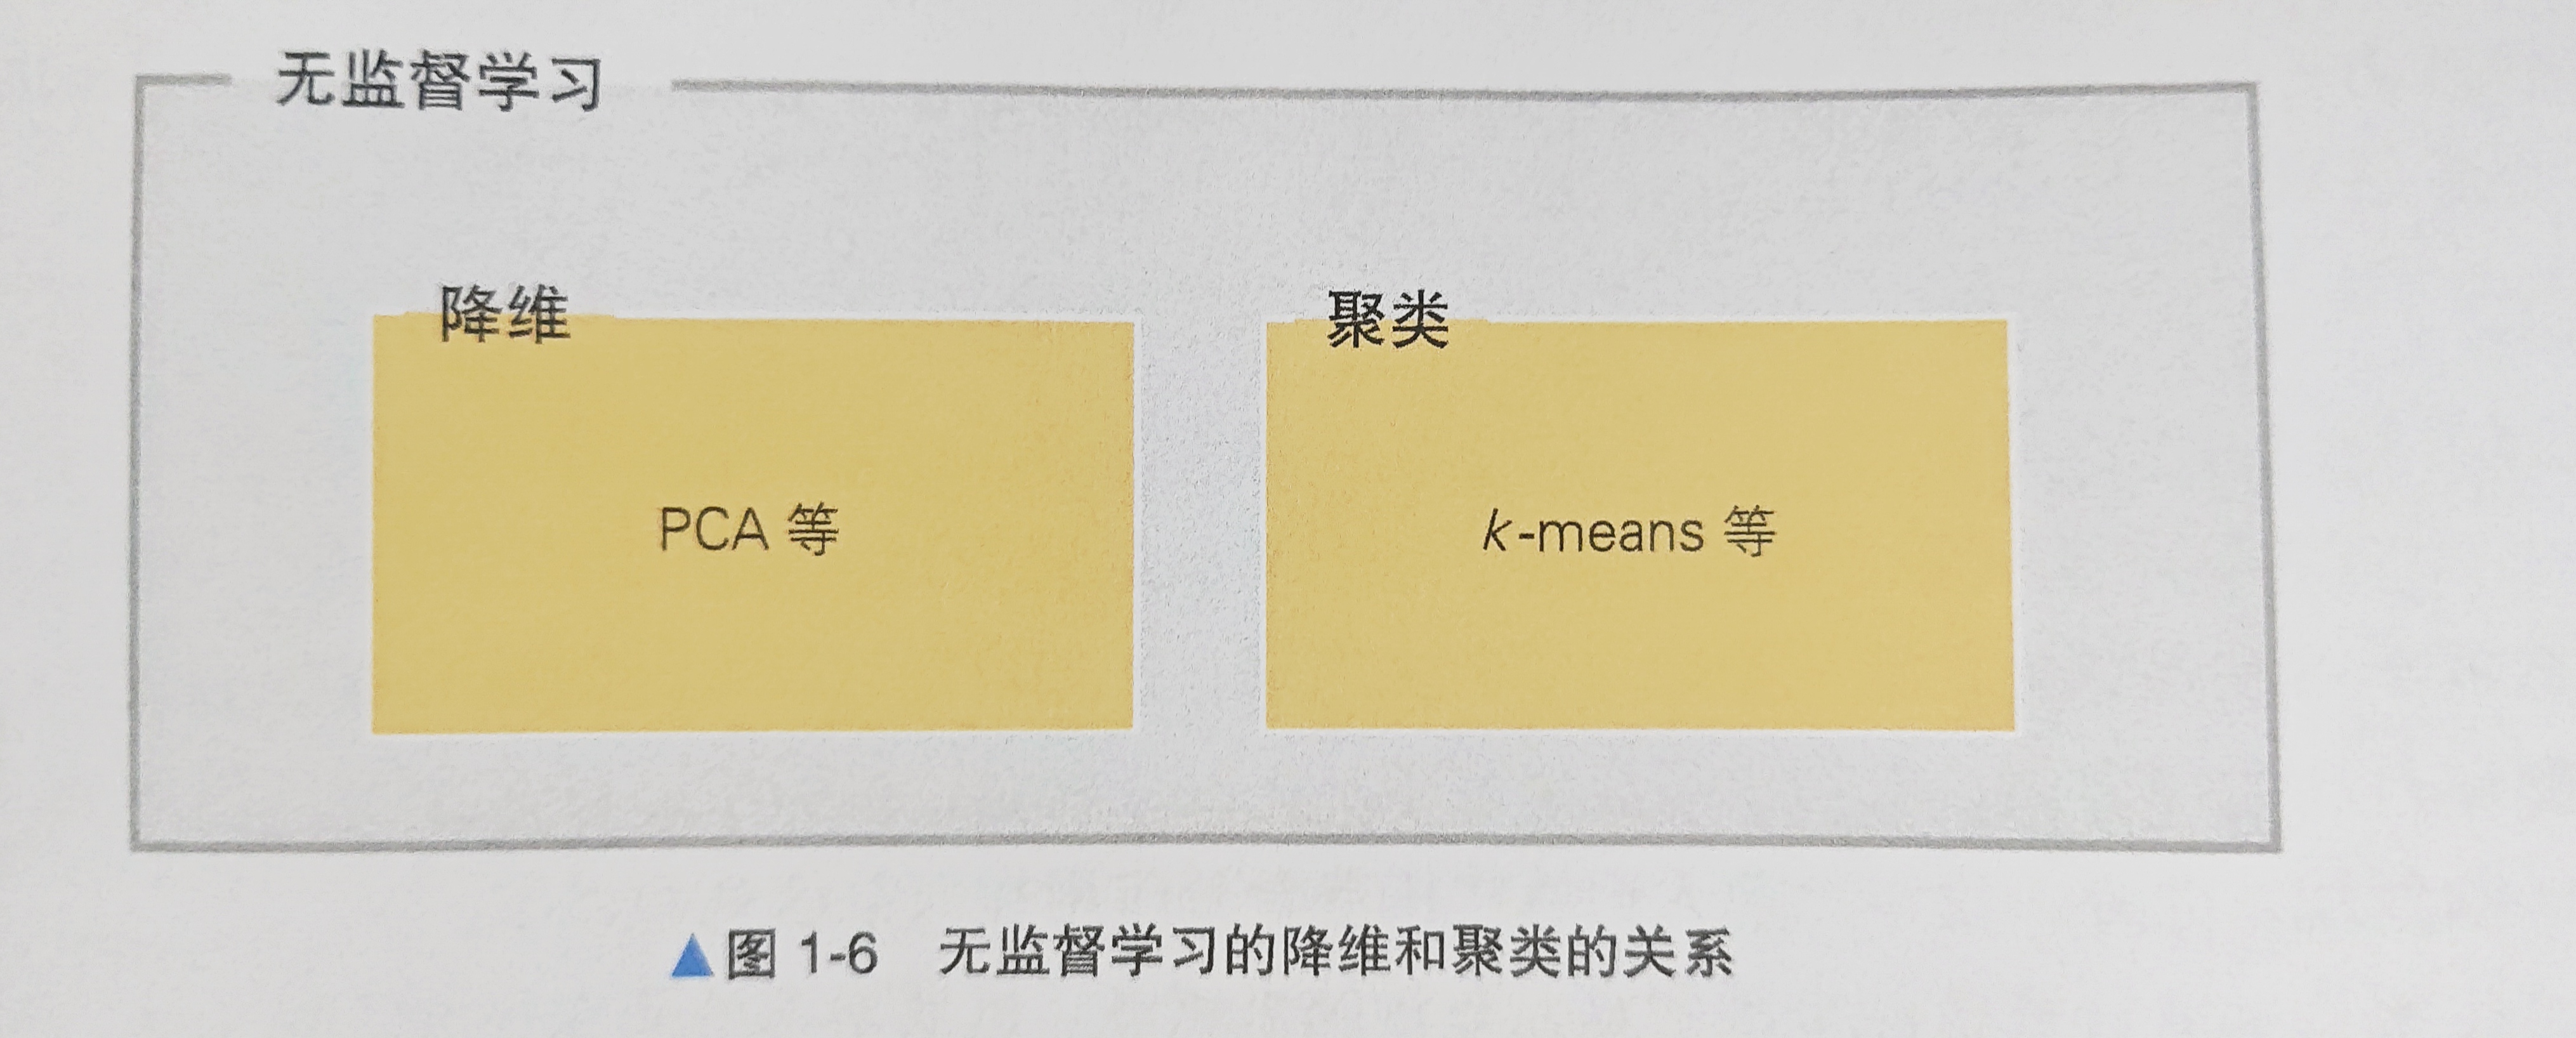 无监督学习
降维
聚类
PCA 等
k-means 等
▲图 1-6 无监督学习的降维和聚类的关系